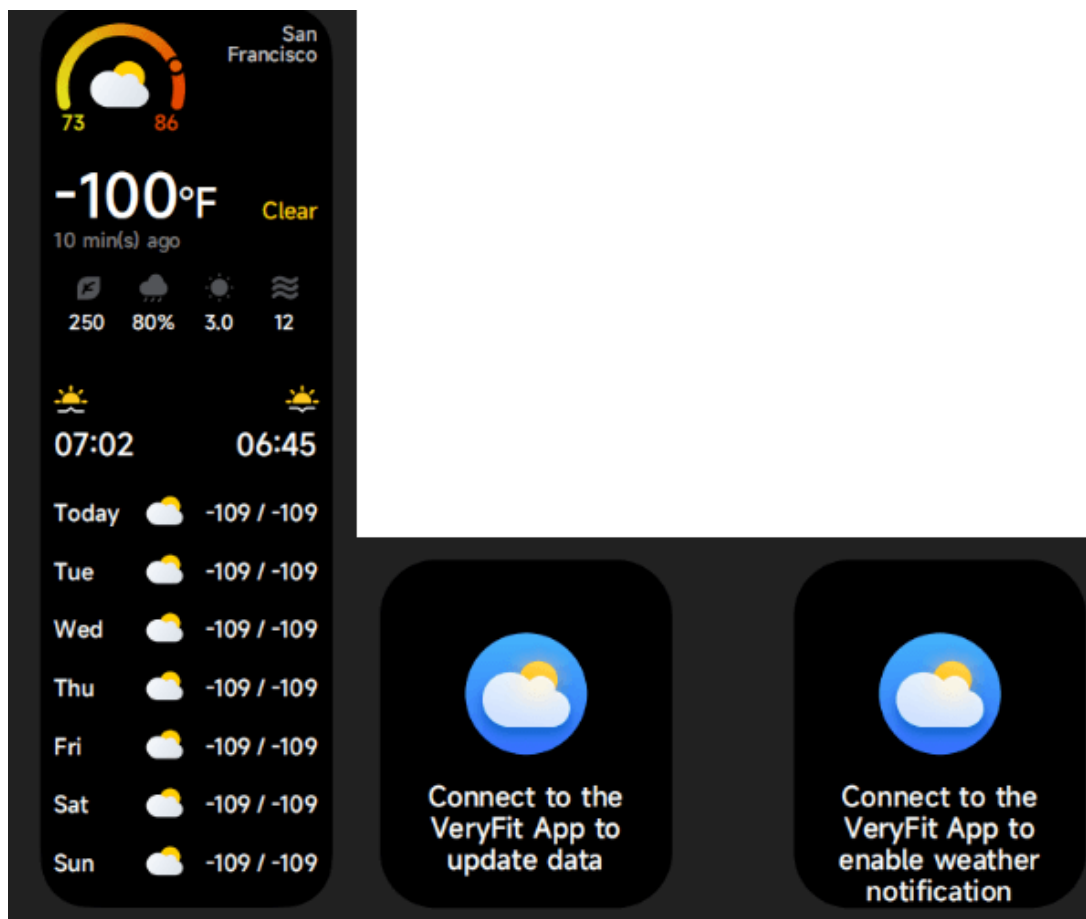 San
Francisco
73 86
-100°F Clear
10 min(s) ago
250 80% 3.0 12
07:02 06:45
Today -109 / -109
Tue -109 / -109
Wed -109 / -109
Thu -109 / -109
Fri -109 / -109
Sat -109 / -109
Sun -109 / -109
Connect to the
VeryFit App to
update data
Connect to the
VeryFit App to
enable weather
notification